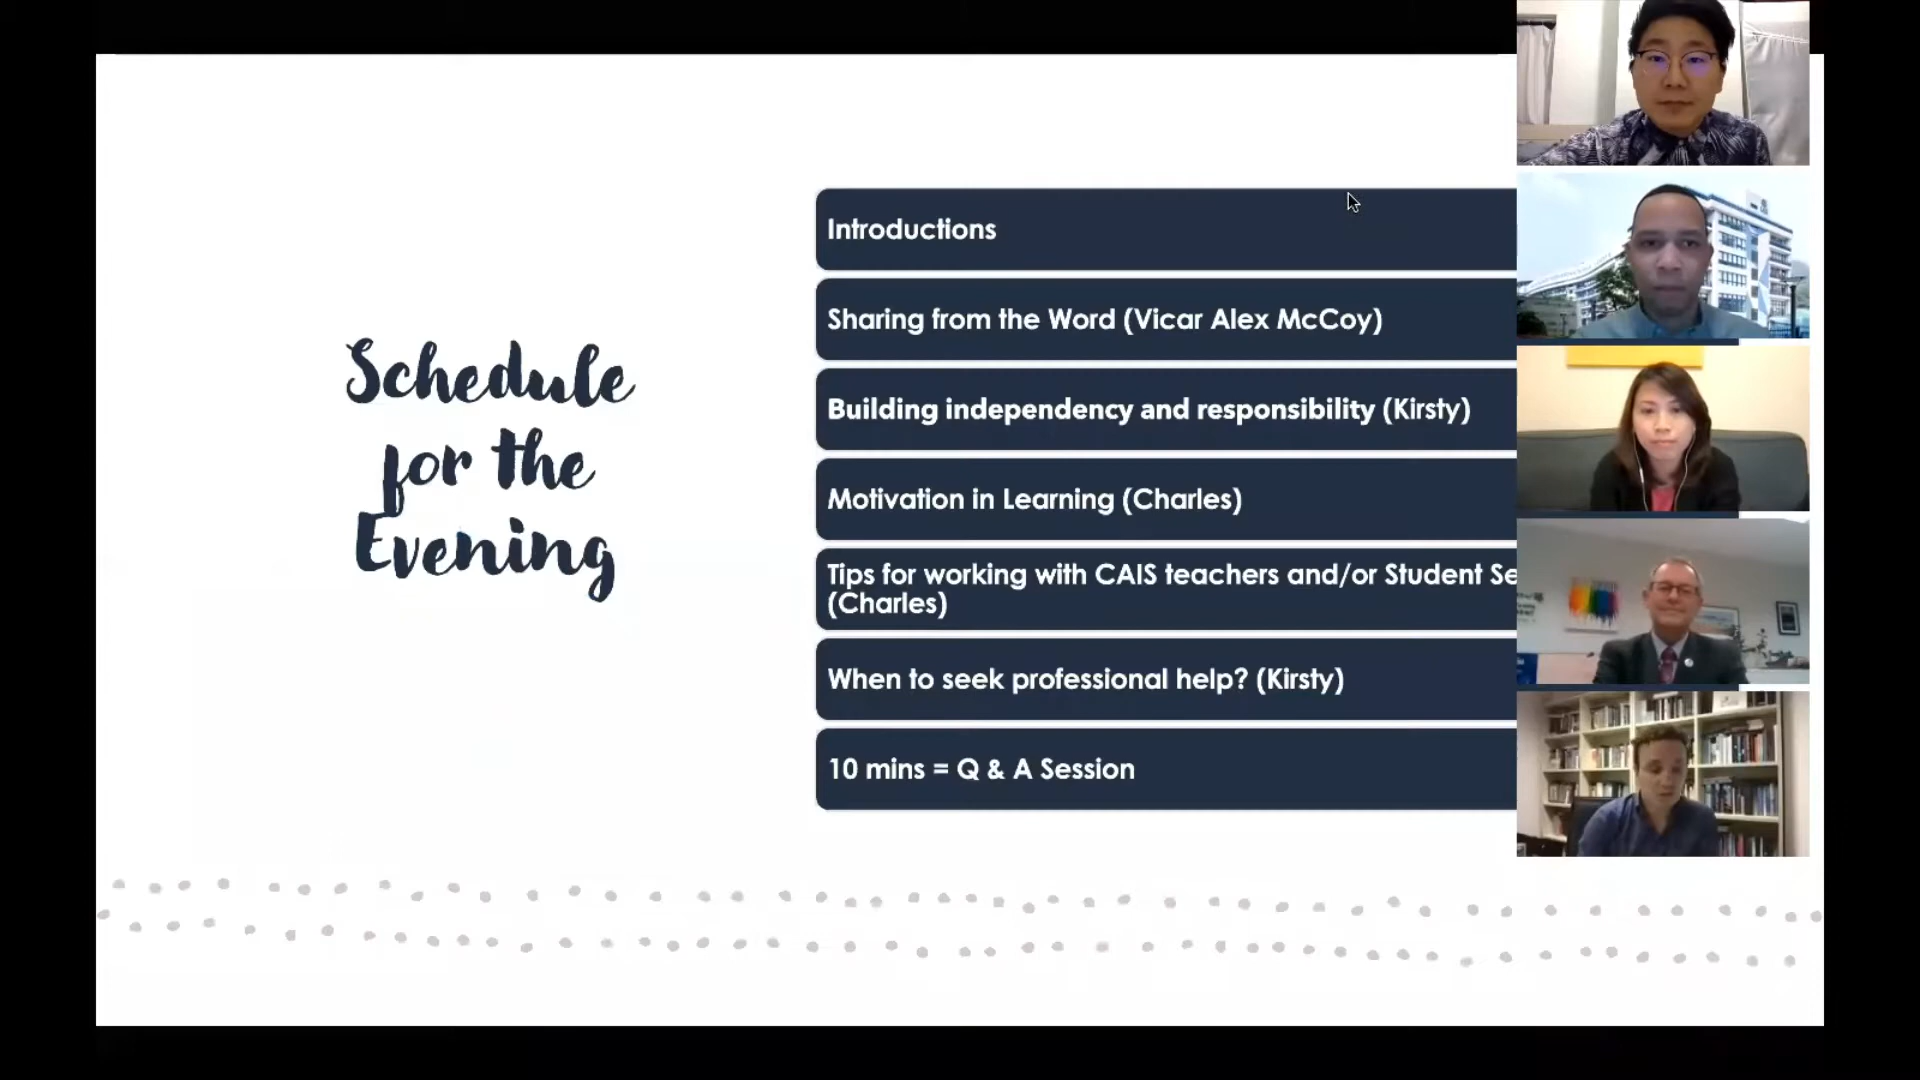 Schedule
for the
Evening
Introductions
Sharing from the Word (Vicar Alex McCoy)
Building independency and responsibility (Kirsty)
Motivation in Learning (Charles)
Tips for working with CAIS teachers and/or Student Se
(Charles)
When to seek professional help? (Kirsty)
10 mins = Q & A Session